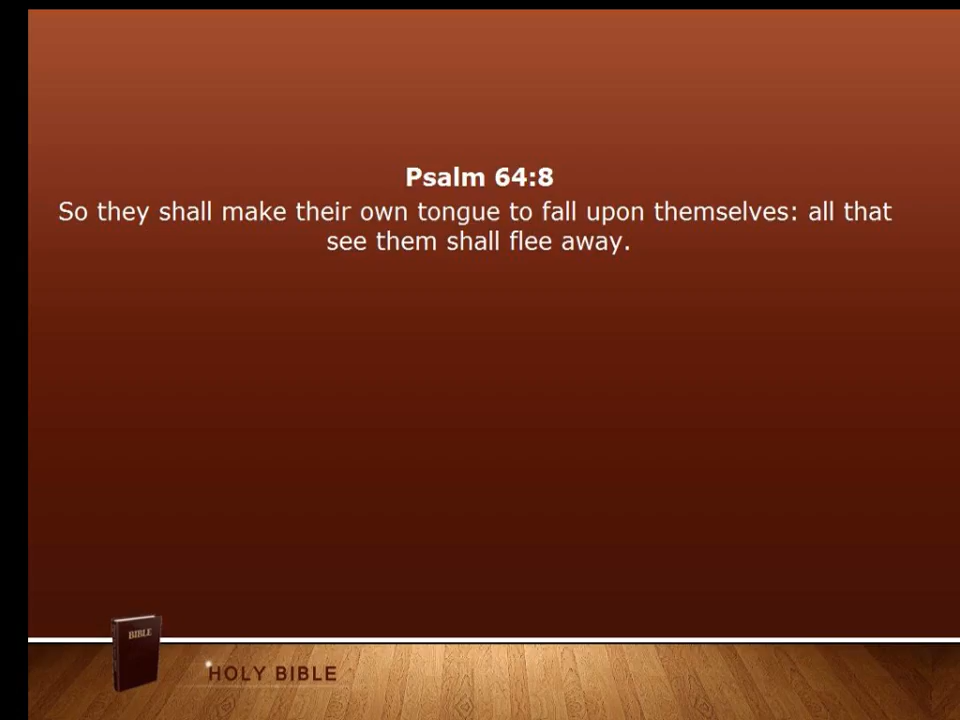 Psalm 64:8
So they shall make their own tongue to fall upon themselves: all that
see them shall flee away.
BIBLE
HOLY BIBLE